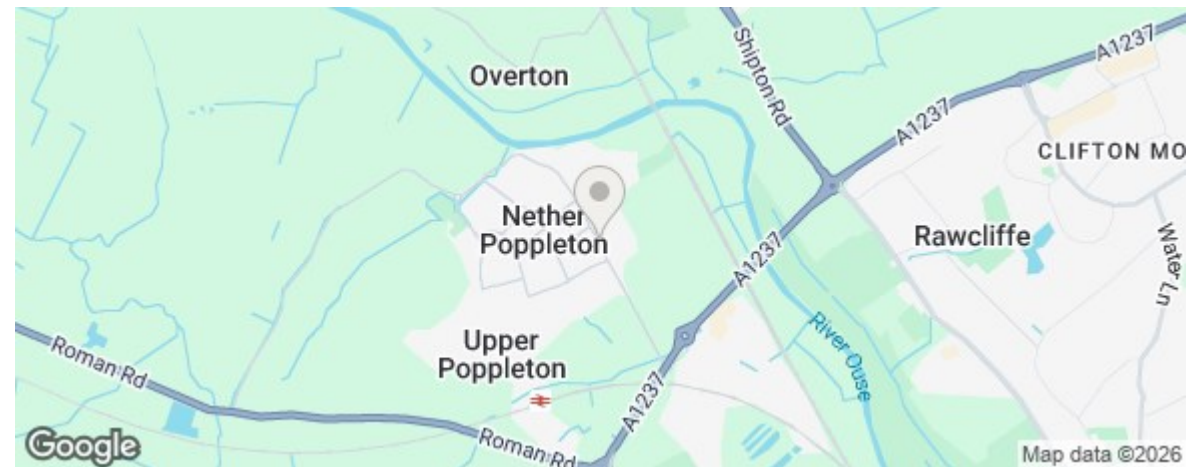 A1237
Shipton Rd
Overton
A1237
CLIFTON MO
Nether
Poppleton
Rawcliffe
A1237
Water Ln
River Ouse
Upper
Poppleton
Roman Rd
A1237
Roman Rd
Google
Map data ©2026